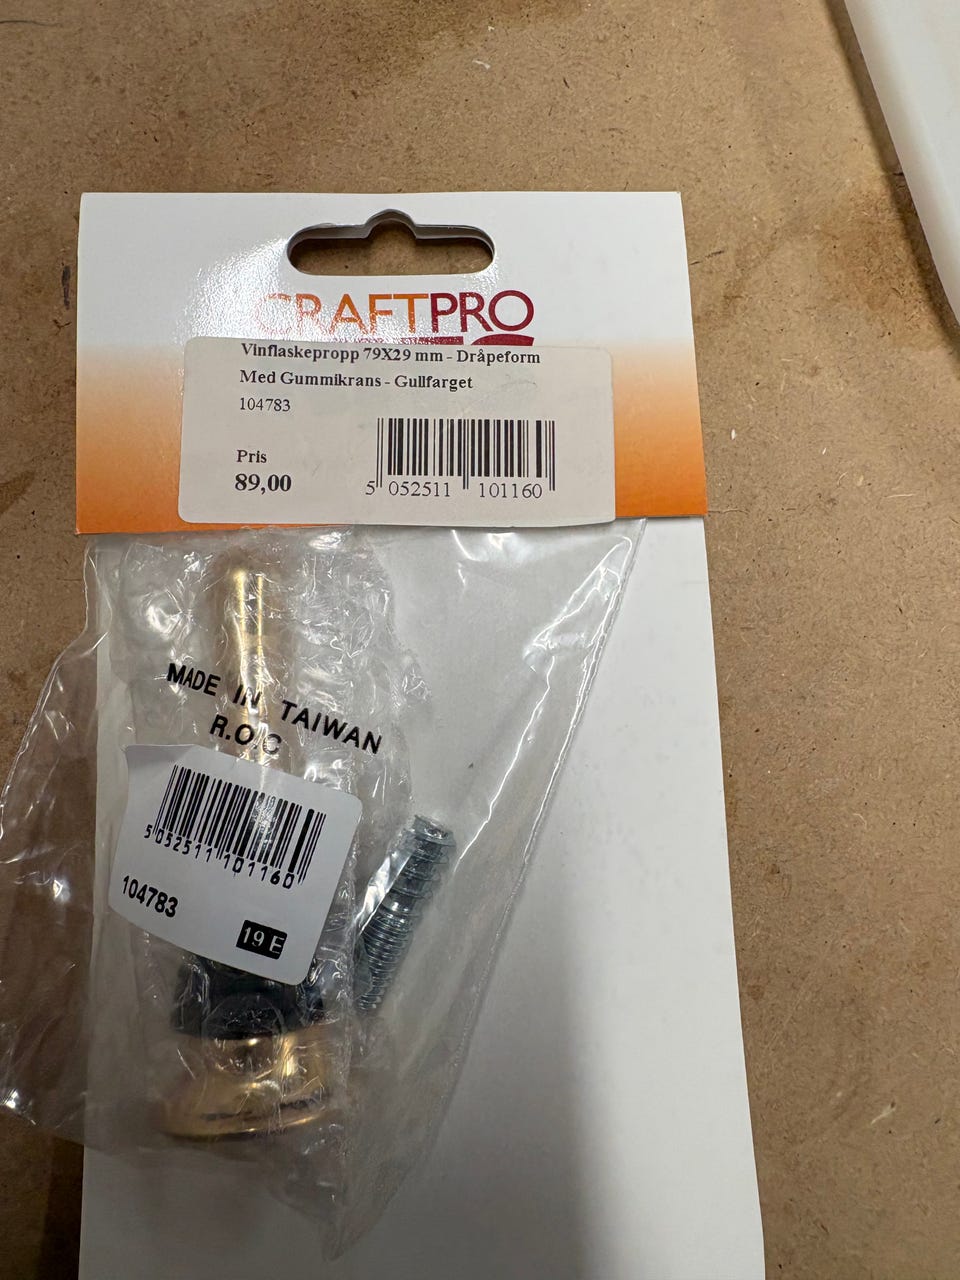 CRAFTPRO
Vinflaskepropp 79X29 mm - Dråpeform
Med Gummikrans - Gullfarget
104783
Pris
89,00
5 052511 101160
MADE IN TAIWAN
R.O.C
5 052511 101160
104783
19 E